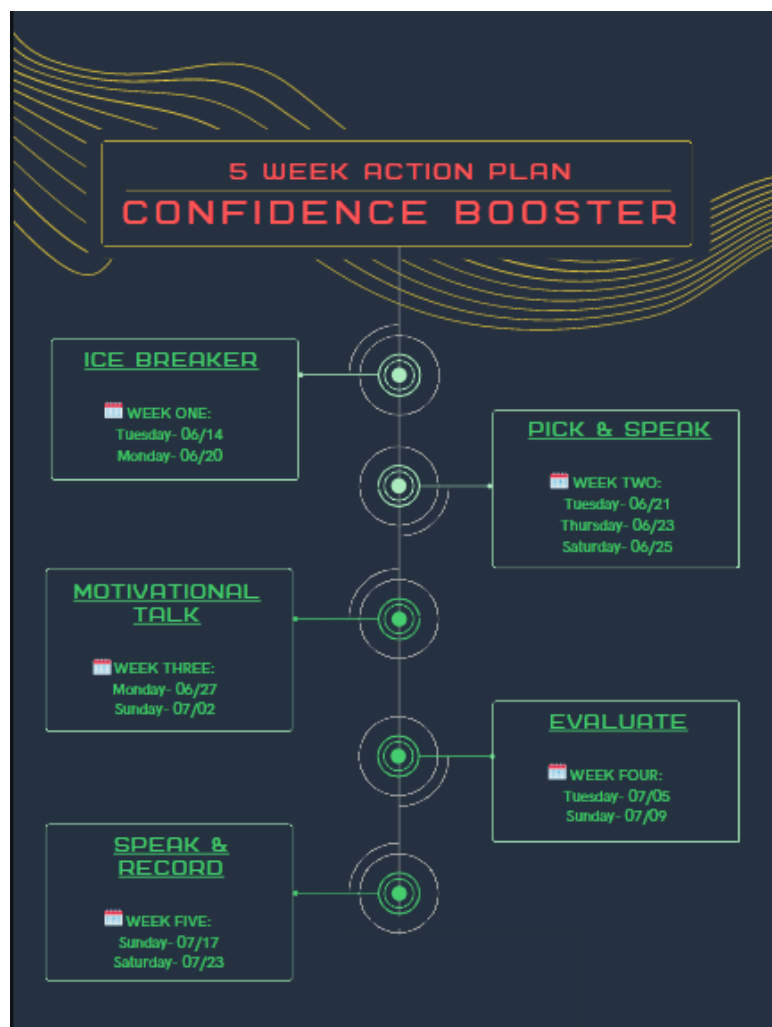 5 WEEK ACTION PLAN
CONFIDENCE BOOSTER
ICE BREAKER
WEEK ONE:
Tuesday- 06/14
Monday- 06/20
PICK & SPEAK
WEEK TWO:
Tuesday- 06/21
Thursday- 06/23
Saturday- 06/25
MOTIVATIONAL
TALK
WEEK THREE:
Monday- 06/27
Sunday- 07/02
EVALUATE
WEEK FOUR:
Tuesday- 07/05
Sunday- 07/09
SPEAK &
RECORD
WEEK FIVE:
Sunday- 07/17
Saturday- 07/23